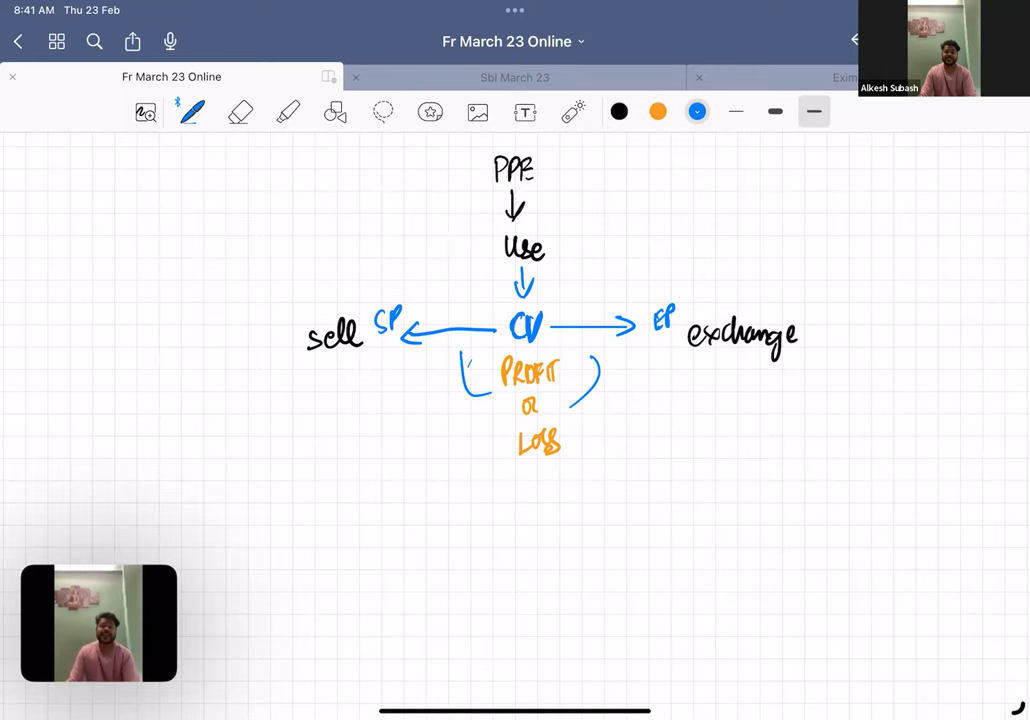 8:41 AM Thu 23 Feb
Fr March 23 Online
Fr March 23 Online
Sbl March 23
Exim
Alkesh Subash
PPE
Use
sell SP CV EP exchange
PROFIT
or
Loss